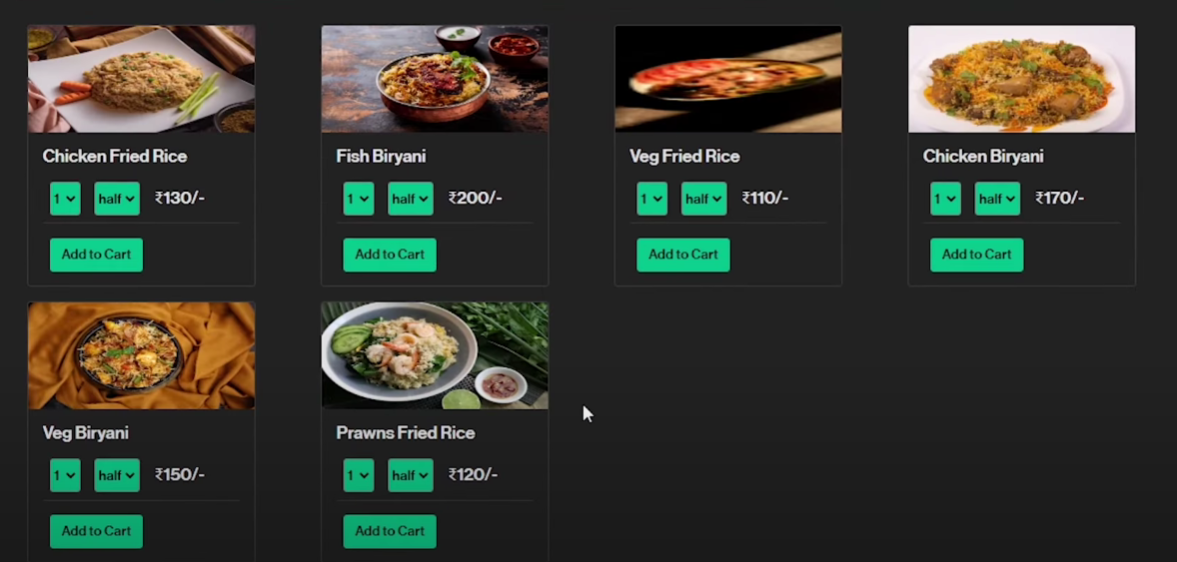 Chicken Fried Rice
1 half ₹130/-
Add to Cart
Fish Biryani
1 half ₹200/-
Add to Cart
Veg Fried Rice
1 half ₹110/-
Add to Cart
Chicken Biryani
1 half ₹170/-
Add to Cart
Veg Biryani
1 half ₹150/-
Add to Cart
Prawns Fried Rice
1 half ₹120/-
Add to Cart